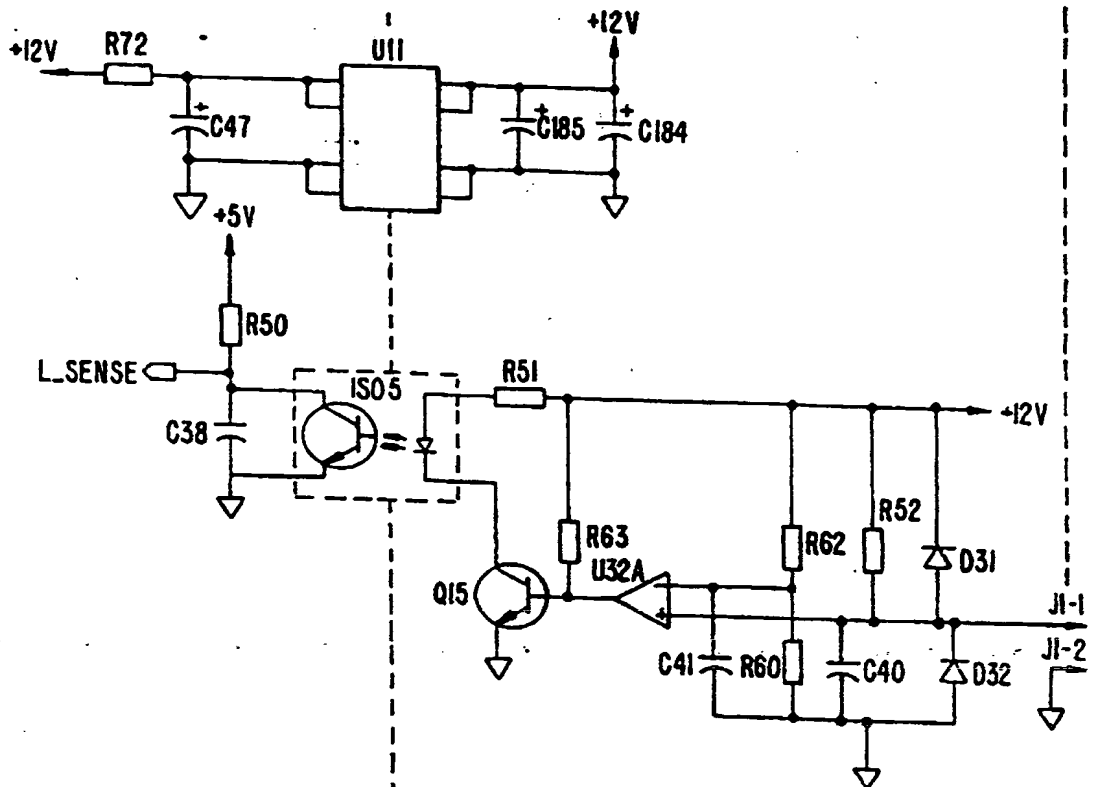 +12V
R72
U11
+12V
+
C47
+
C185
+
C184
+5V
R50
L_SENSE
ISO5
R51
+12V
C38
R63
R62
R52
D31
U32A
Q15
−
+
J1-1
C41
R60
C40
D32
J1-2